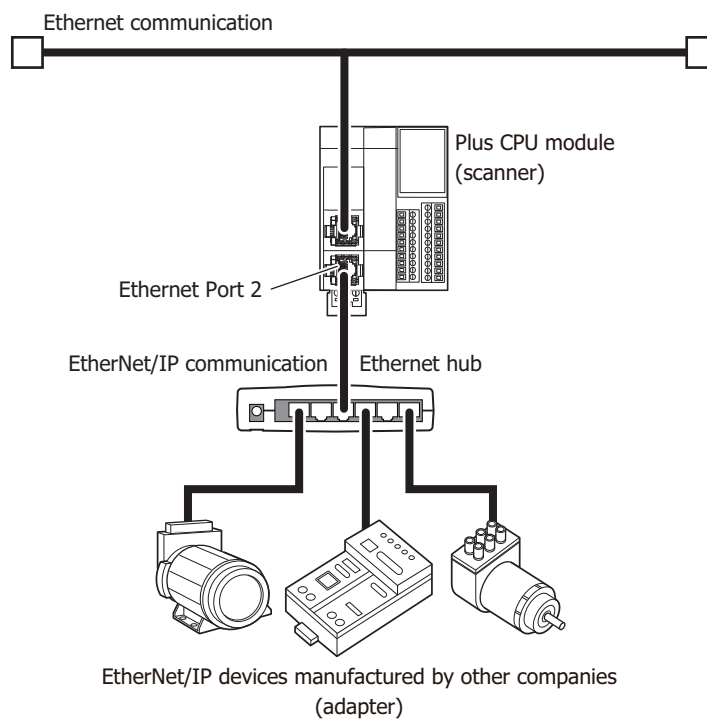 Ethernet communication
Plus CPU module
(scanner)
Ethernet Port 2
EtherNet/IP communication
Ethernet hub
EtherNet/IP devices manufactured by other companies
(adapter)